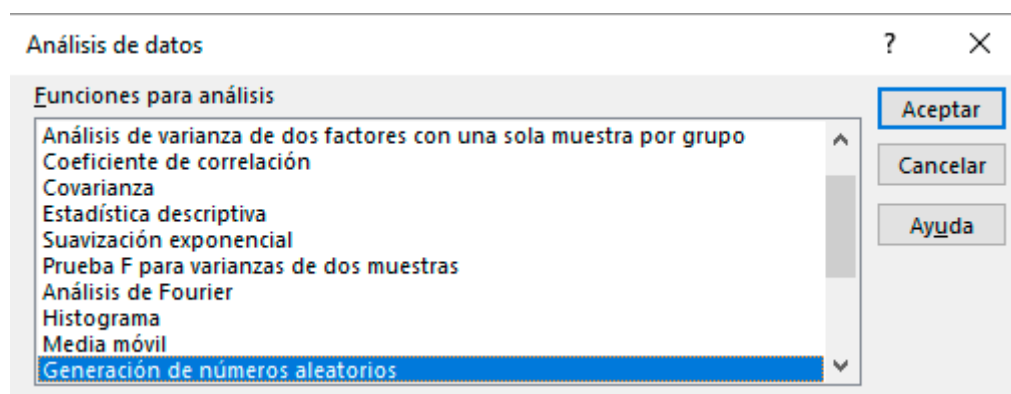 Análisis de datos ?
Funciones para análisis
Análisis de varianza de dos factores con una sola muestra por grupo
Coeficiente de correlación
Covarianza
Estadística descriptiva
Suavización exponencial
Prueba F para varianzas de dos muestras
Análisis de Fourier
Histograma
Media móvil
Generación de números aleatorios
Aceptar
Cancelar
Ayuda